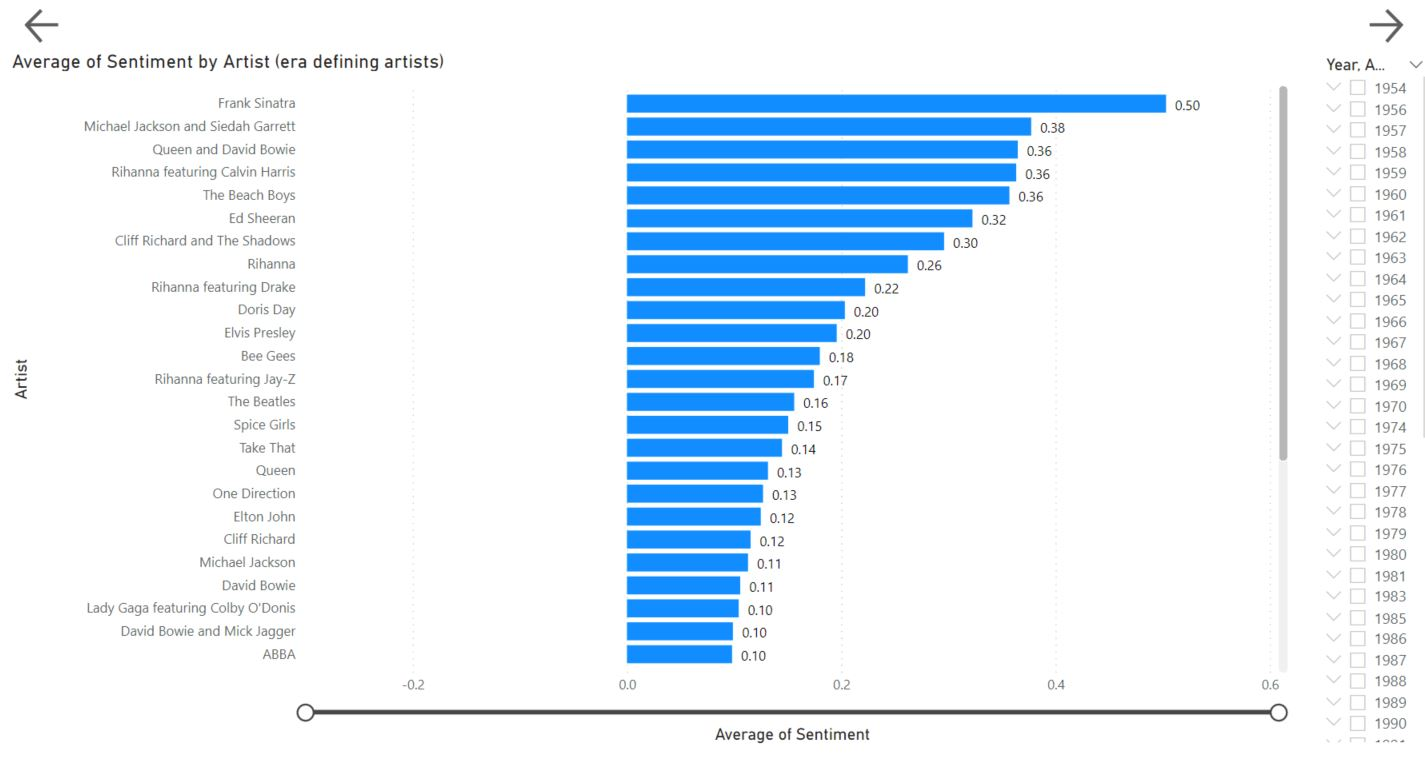 Average of Sentiment by Artist (era defining artists)
Year, A...
Artist
Frank Sinatra 0.50
Michael Jackson and Siedah Garrett 0.38
Queen and David Bowie 0.36
Rihanna featuring Calvin Harris 0.36
The Beach Boys 0.36
Ed Sheeran 0.32
Cliff Richard and The Shadows 0.30
Rihanna 0.26
Rihanna featuring Drake 0.22
Doris Day 0.20
Elvis Presley 0.20
Bee Gees 0.18
Rihanna featuring Jay-Z 0.17
The Beatles 0.16
Spice Girls 0.15
Take That 0.14
Queen 0.13
One Direction 0.13
Elton John 0.12
Cliff Richard 0.12
Michael Jackson 0.11
David Bowie 0.11
Lady Gaga featuring Colby O'Donis 0.10
David Bowie and Mick Jagger 0.10
ABBA 0.10
-0.2 0.0 0.2 0.4 0.6
Average of Sentiment
1954
1956
1957
1958
1959
1960
1961
1962
1963
1964
1965
1966
1967
1968
1969
1970
1974
1975
1976
1977
1978
1979
1980
1981
1983
1985
1986
1987
1988
1989
1990